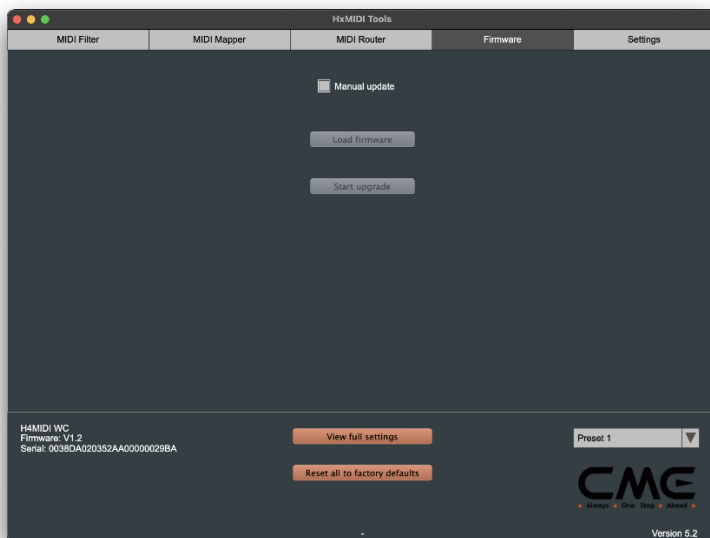 HxMIDI Tools
MIDI Filter
MIDI Mapper
MIDI Router
Firmware
Settings
Manual update
Load firmware
Start upgrade
H4MIDI WC
Firmware: V1.2
Serial: 0038DA020352AA00000029BA
View full settings
Preset 1
Reset all to factory defaults
CME
Always One Step Ahead
-
Version 5.2